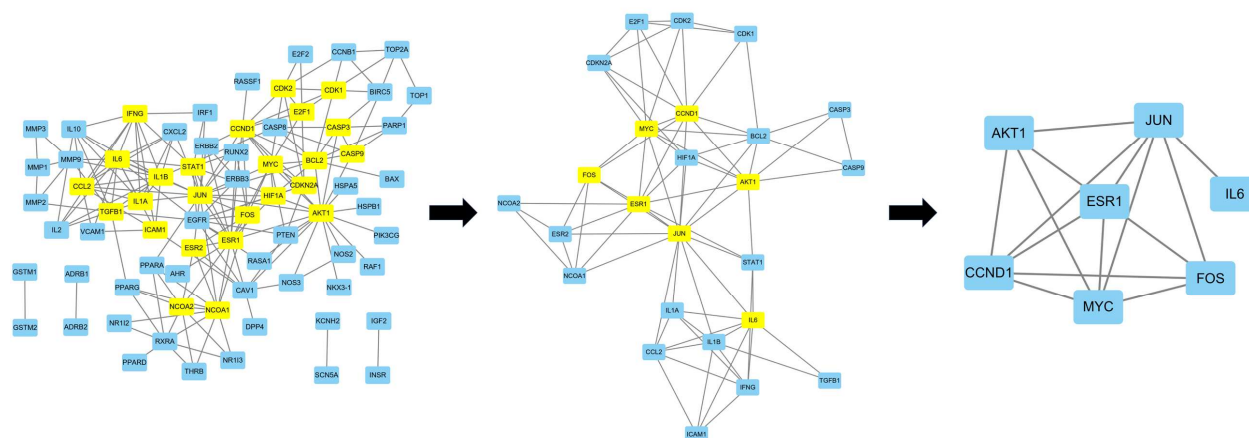 E2F2
CCNB1
TOP2A
RASSF1
CDK2
CDK1
BIRC5
TOP1
IFNG
IRF1
E2F1
MMP3
IL10
CXCL2
CCND1
CASP8
CASP3
PARP1
ERBB2
RUNX2
MMP1
MMP9
IL6
STAT1
MYC
BCL2
CASP9
IL1B
ERBB3
BAX
CCL2
CDKN2A
HSPA5
MMP2
IL1A
JUN
HIF1A
HSPB1
TGFB1
FOS
AKT1
EGFR
IL2
VCAM1
ICAM1
PTEN
PIK3CG
ESR2
ESR1
NOS2
RASA1
RAF1
GSTM1
ADRB1
PPARA
AHR
NOS3
NKX3-1
PPARG
CAV1
NCOA2
NCOA1
GSTM2
ADRB2
NR1I2
DPP4
KCNH2
IGF2
RXRA
PPARD
THRB
NR1I3
SCN5A
INSR
E2F1
CDK2
CDK1
CDKN2A
CCND1
CASP3
MYC
BCL2
HIF1A
CASP9
FOS
AKT1
NCOA2
ESR1
ESR2
JUN
NCOA1
STAT1
IL1A
IL6
CCL2
IL1B
IFNG
TGFB1
ICAM1
JUN
AKT1
IL6
ESR1
CCND1
FOS
MYC